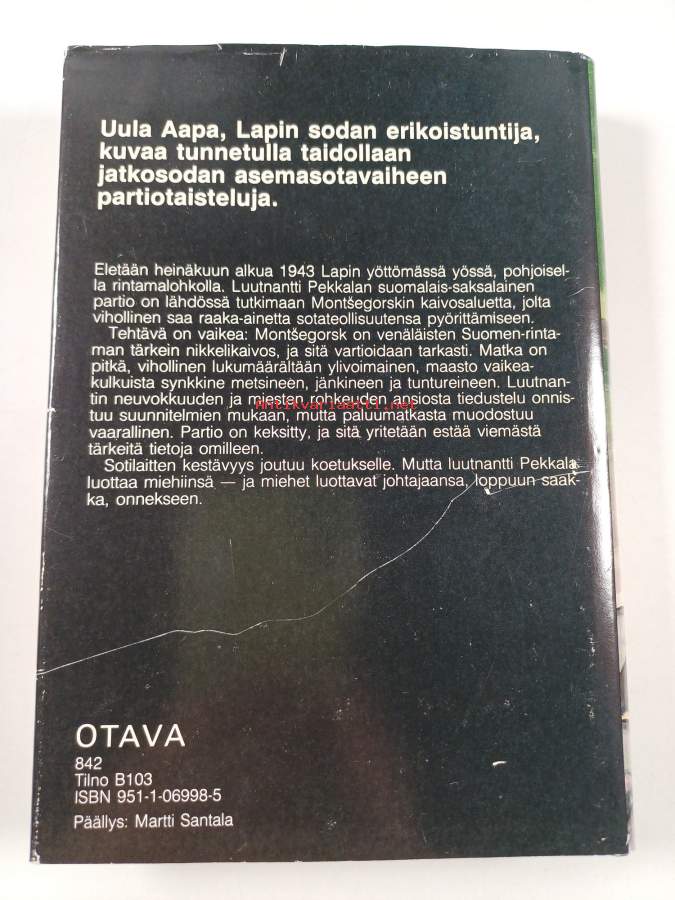 Uula Aapa, Lapin sodan erikoistuntija,
kuvaa tunnetulla taidollaan
jatkosodan asemasotavaiheen
partiotaisteluja.
Eletään heinäkuun alkua 1943 Lapin yöttömässä yössä, pohjoisel-
la rintamalohkolla. Luutnantti Pekkalan suomalais-saksalainen
partio on lähdössä tutkimaan Montšegorskin kaivosaluetta, jolta
vihollinen saa raaka-ainetta sotateollisuutensa pyörittämiseen.
Tehtävä on vaikea: Montšegorsk on venäläisten Suomen-rinta-
man tärkein nikkelikaivos, ja sitä vartioidaan tarkasti. Matka on
pitkä, vihollinen lukumäärältään ylivoimainen, maasto vaikea-
kulkuista synkkine metsineen, jänkineen ja tuntureineen. Luutnan-
tin neuvokkuuden ja miesten rohkeuden ansiosta tiedustelu onnis-
Antikvariaatti.net
tuu suunnitelmien mukaan, mutta paluumatkasta muodostuu
vaarallinen. Partio on keksitty, ja sitä yritetään estää viemästä
tärkeitä tietoja omilleen.
Sotilaitten kestävyys joutuu koetukselle. Mutta luutnantti Pekkala
luottaa miehiinsä — ja miehet luottavat johtajaansa, loppuun saak-
ka, onnekseen.
OTAVA
842
Tilno B103
ISBN 951-1-06998-5
Päällys: Martti Santala